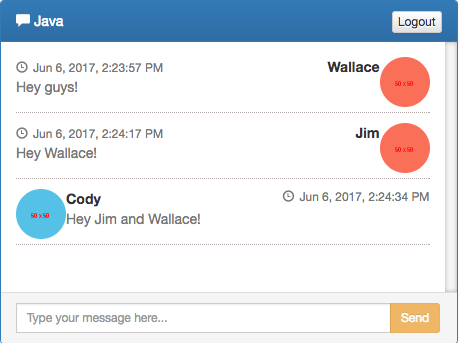 Java
Logout
Jun 6, 2017, 2:23:57 PM
Wallace
50 x 50
Hey guys!
Jun 6, 2017, 2:24:17 PM
Jim
50 x 50
Hey Wallace!
Cody
Jun 6, 2017, 2:24:34 PM
50 x 50
Hey Jim and Wallace!
Type your message here...
Send